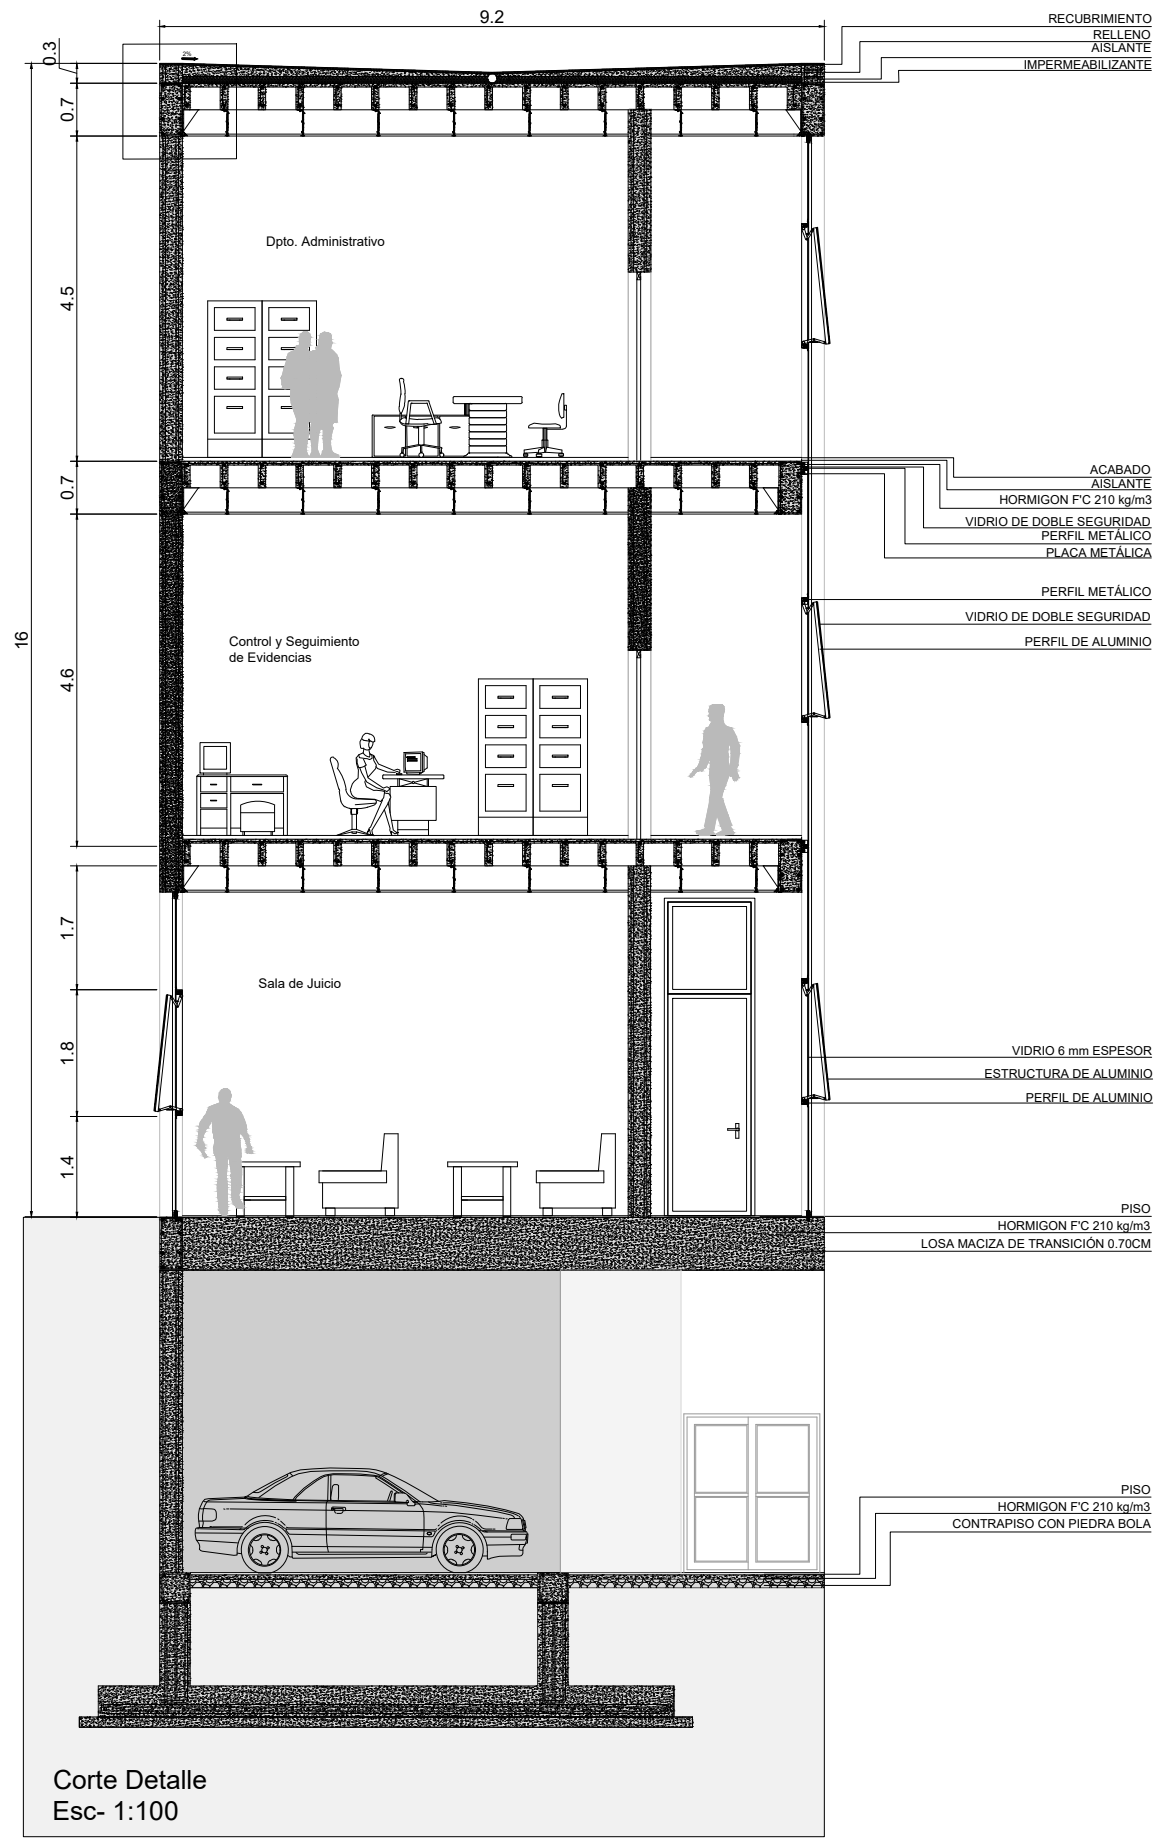 9.2
RECUBRIMIENTO
RELLENO
AISLANTE
IMPERMEABILIZANTE
0.3
2%
0.7
Dpto. Administrativo
4.5
0.7
ACABADO
AISLANTE
HORMIGON F'C 210 kg/m3
VIDRIO DE DOBLE SEGURIDAD
PERFIL METÁLICO
PLACA METÁLICA
PERFIL METÁLICO
VIDRIO DE DOBLE SEGURIDAD
PERFIL DE ALUMINIO
16
Control y Seguimiento
de Evidencias
4.6
1.7
Sala de Juicio
1.8
VIDRIO 6 mm ESPESOR
ESTRUCTURA DE ALUMINIO
PERFIL DE ALUMINIO
1.4
PISO
HORMIGON F'C 210 kg/m3
LOSA MACIZA DE TRANSICIÓN 0.70CM
PISO
HORMIGON F'C 210 kg/m3
CONTRAPISO CON PIEDRA BOLA
Corte Detalle
Esc- 1:100